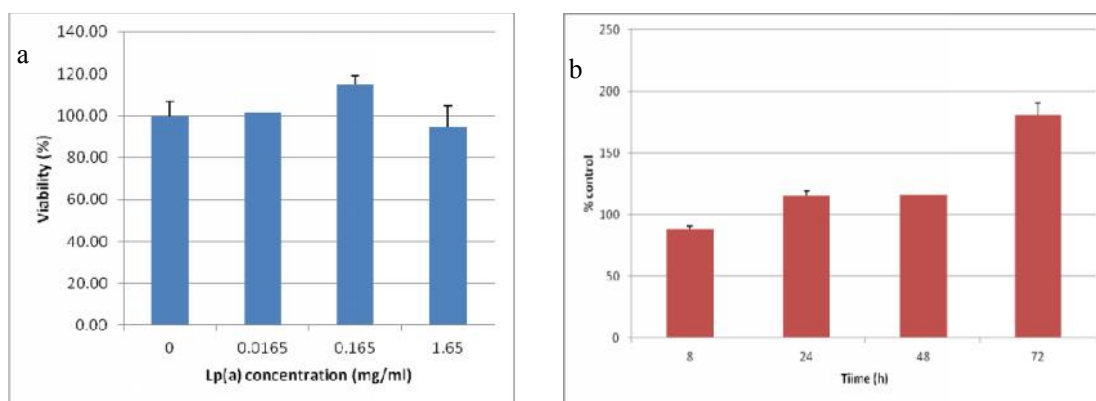 a
140.00
120.00
100.00
80.00
60.00
40.00
20.00
0.00
Viability (%)
0 0.0165 0.165 1.65
Lp(a) concentration (mg/ml)
b
250
200
150
100
50
0
% control
8 24 48 72
Tiime (h)